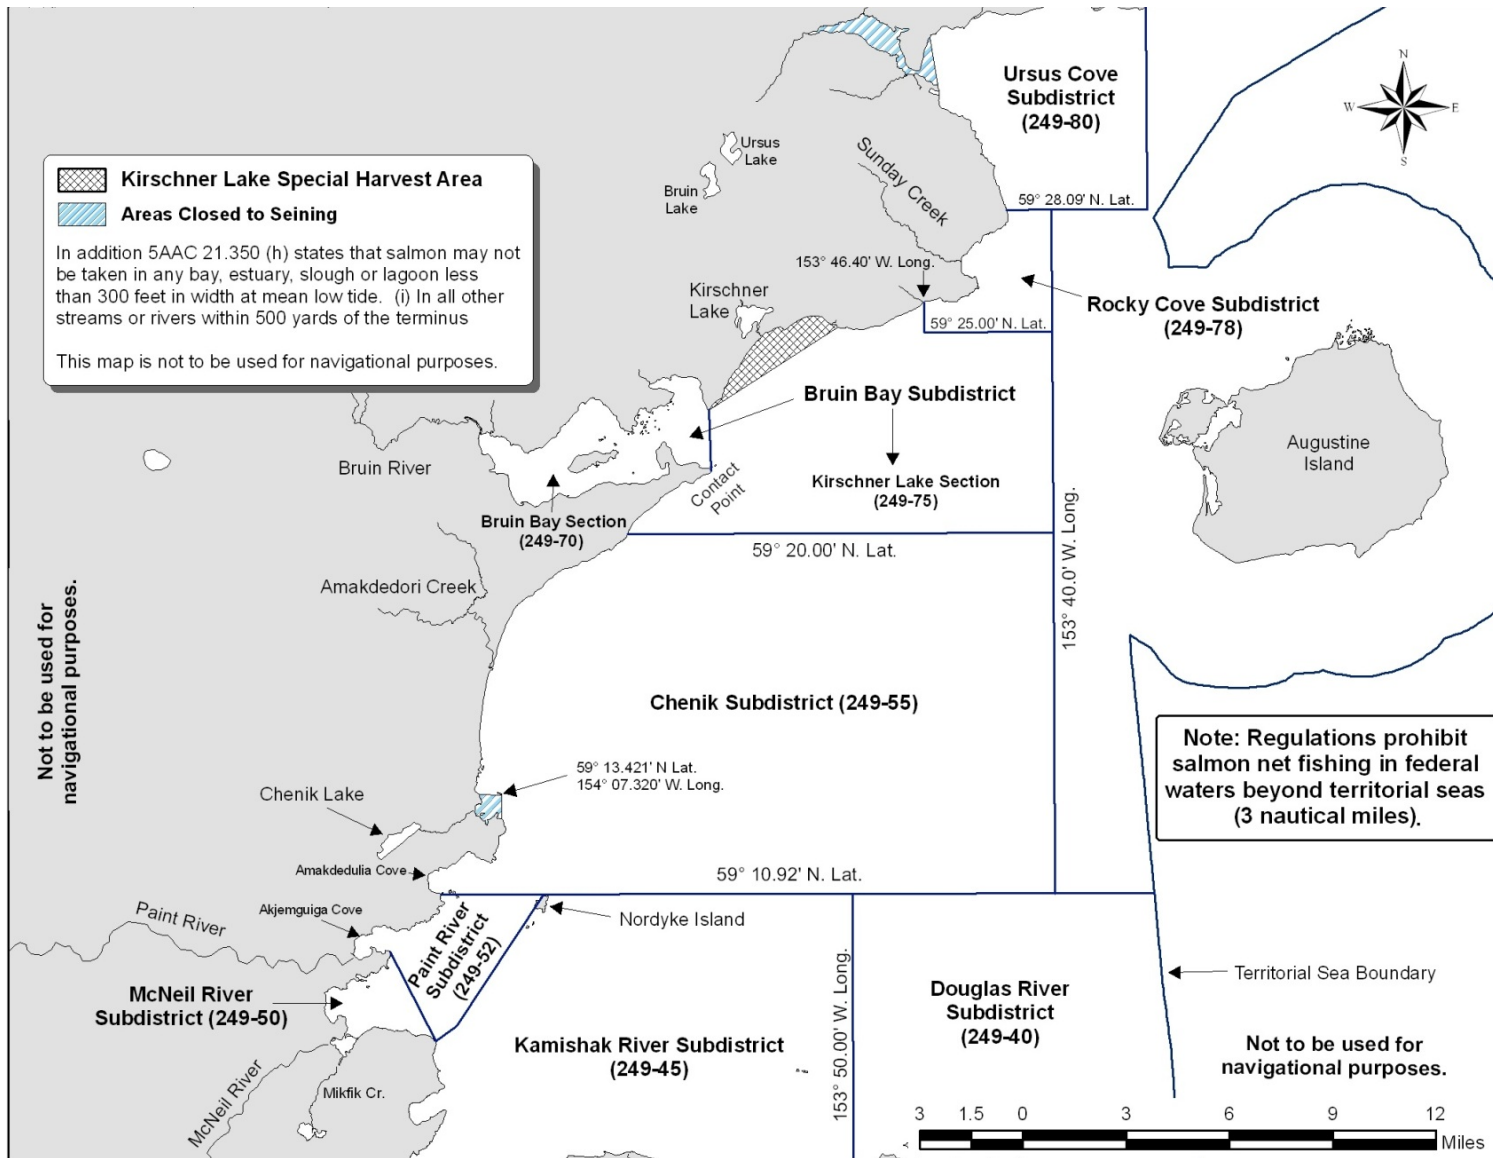 Ursus Cove
Subdistrict
(249-80)
N
W
E
S
Ursus
Lake
Bruin
Lake
Sunday Creek
59° 28.09' N. Lat.
Kirschner Lake Special Harvest Area
Areas Closed to Seining
In addition 5AAC 21.350 (h) states that salmon may not
be taken in any bay, estuary, slough or lagoon less
than 300 feet in width at mean low tide. (i) In all other
streams or rivers within 500 yards of the terminus
This map is not to be used for navigational purposes.
153° 46.40' W. Long.
Kirschner
Lake
Rocky Cove Subdistrict
(249-78)
59° 25.00' N. Lat.
Bruin Bay Subdistrict
Augustine
Island
Bruin River
Contact
Point
Kirschner Lake Section
(249-75)
Bruin Bay Section
(249-70)
59° 20.00' N. Lat.
153° 40.0' W. Long.
Amakdedori Creek
Not to be used for
navigational purposes.
Chenik Subdistrict (249-55)
Note: Regulations prohibit
salmon net fishing in federal
waters beyond territorial seas
(3 nautical miles).
59° 13.421' N Lat.
154° 07.320' W. Long.
Chenik Lake
Amakdedulia Cove
59° 10.92' N. Lat.
Akjemguiga Cove
Paint River
Nordyke Island
Paint River
Subdistrict
(249-52)
McNeil River
Subdistrict (249-50)
153° 50.00' W. Long.
Douglas River
Subdistrict
(249-40)
Territorial Sea Boundary
Kamishak River Subdistrict
(249-45)
Not to be used for
navigational purposes.
McNeil River
Mikfik Cr.
3 1.5 0 3 6 9 12
Miles